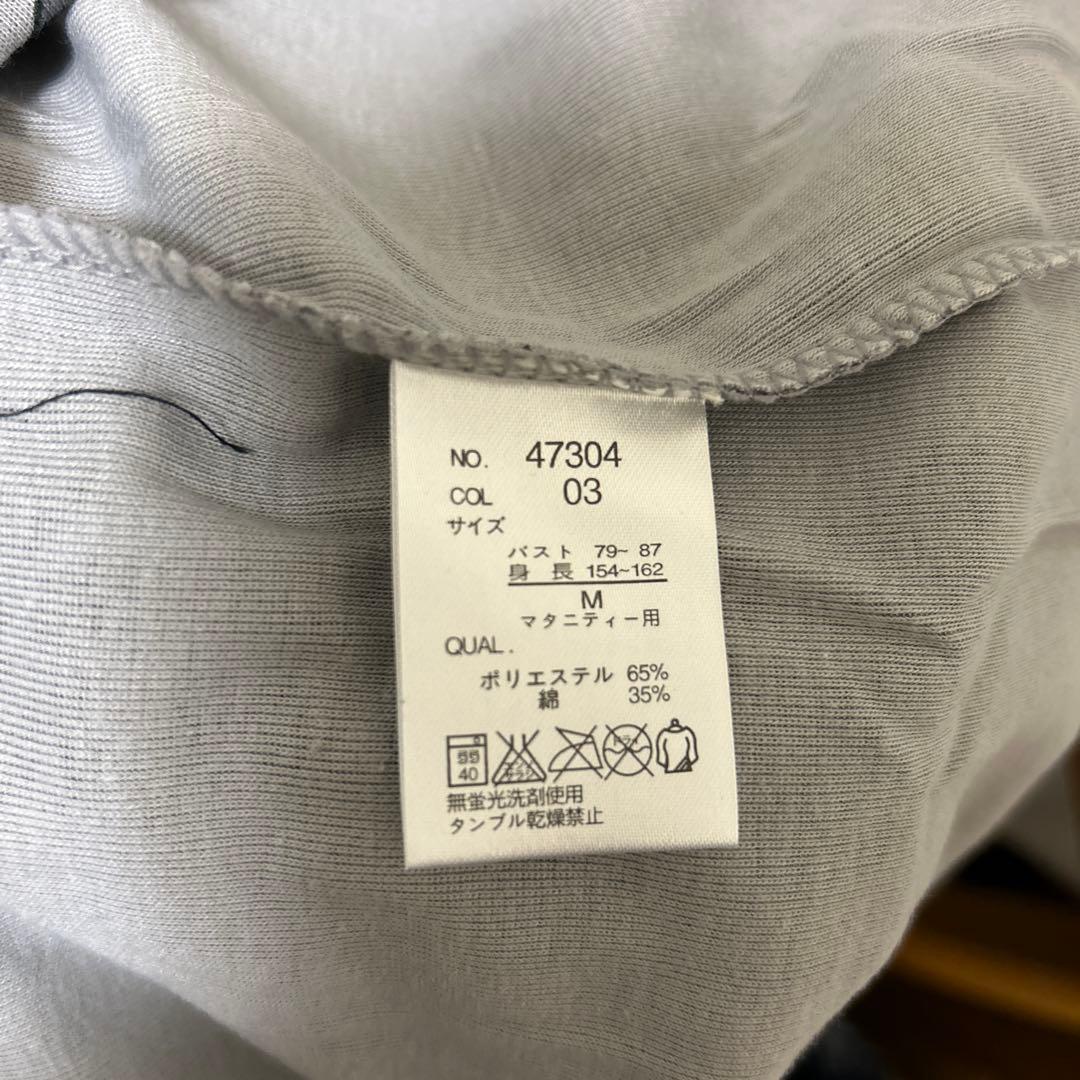 NO. 47304
COL 03
サイズ
バスト 79~ 87
身 長 154~162
M
マタニティー用
QUAL.
ポリエステル 65%
綿 35%
40
無蛍光洗剤使用
タンブル乾燥禁止